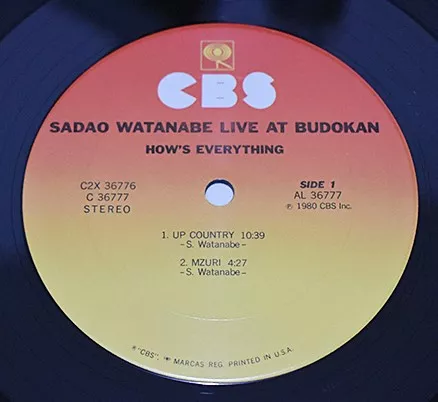 CBS
SADAO WATANABE LIVE AT BUDOKAN
HOW'S EVERYTHING
C2X 36776
C 36777
STEREO
SIDE 1
AL 36777
℗ 1980 CBS Inc.
1. UP COUNTRY 10:39
-S. Watanabe-
2. MZURI 4:27
-S. Watanabe-
® "CBS", MARCAS REG. PRINTED IN U.S.A.